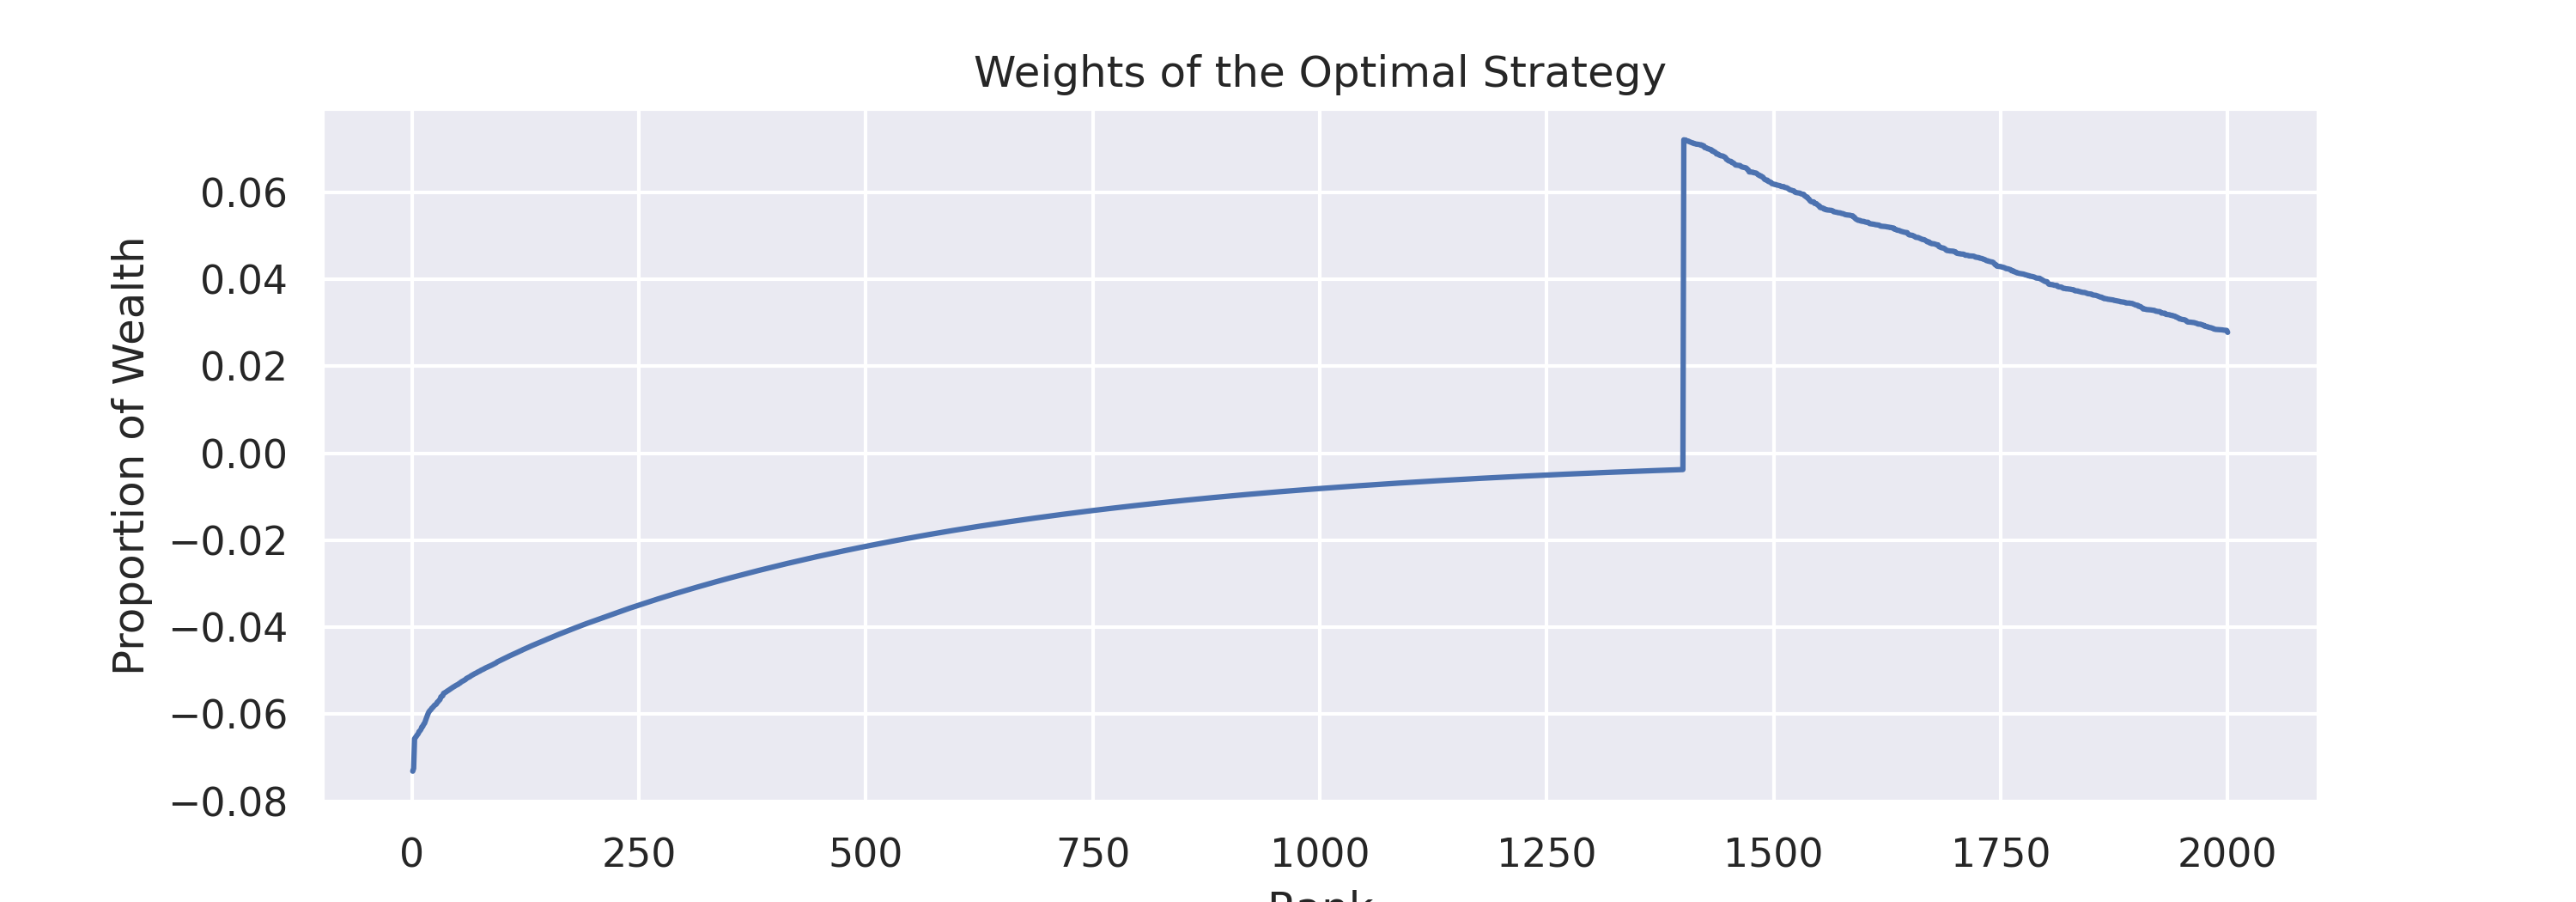 Weights of the Optimal Strategy
Proportion of Wealth
0.06
0.04
0.02
0.00
−0.02
−0.04
−0.06
−0.08
0 250 500 750 1000 1250 1500 1750 2000
Rank